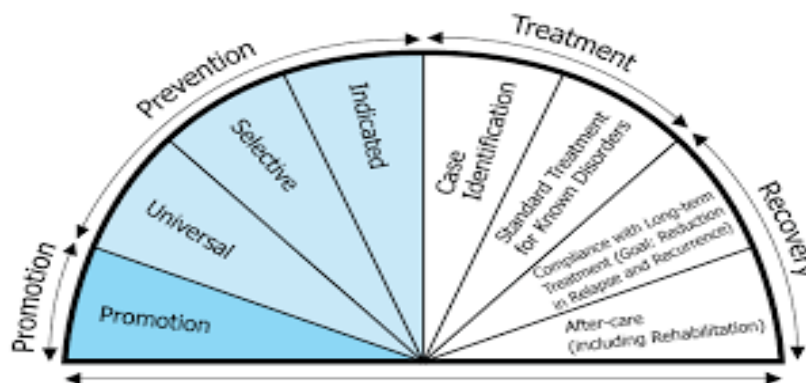 Promotion
Prevention
Treatment
Recovery
Promotion
Universal
Selective
Indicated
Case
Identification
Standard Treatment
for Known Disorders
Compliance with Long-term
Treatment (Goal: Reduction
in Relapse and Recurrence)
After-care
(including Rehabilitation)